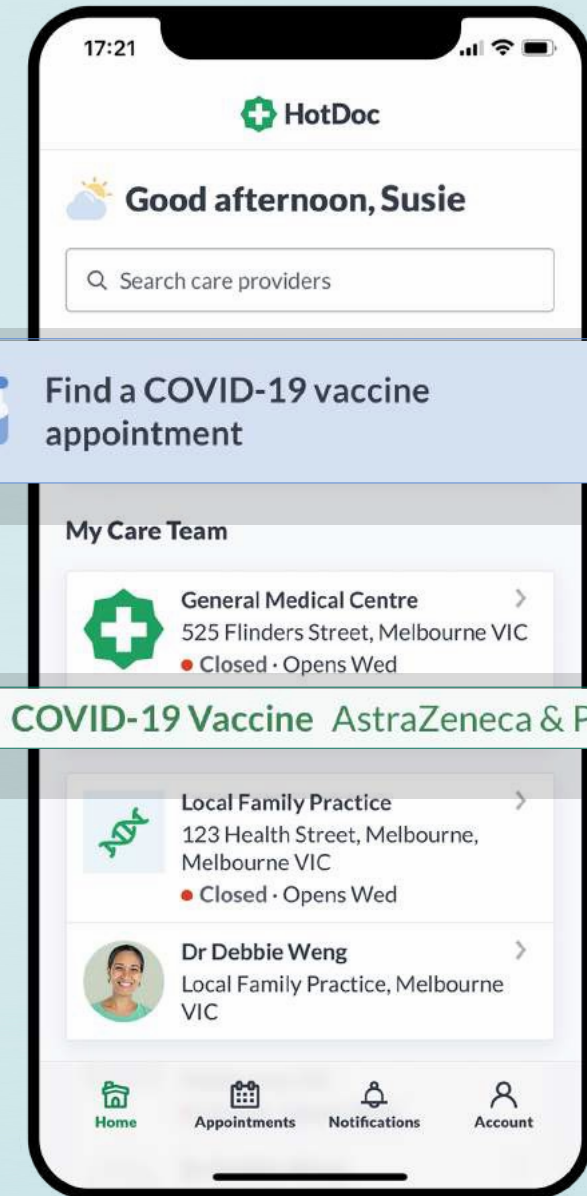 17:21
HotDoc
Good afternoon, Susie
Search care providers
Find a COVID-19 vaccine
appointment
My Care Team
General Medical Centre
525 Flinders Street, Melbourne VIC
Closed · Opens Wed
COVID-19 Vaccine AstraZeneca & P
Local Family Practice
123 Health Street, Melbourne,
Melbourne VIC
Closed · Opens Wed
Dr Debbie Weng
Local Family Practice, Melbourne
VIC
Home Appointments Notifications Account